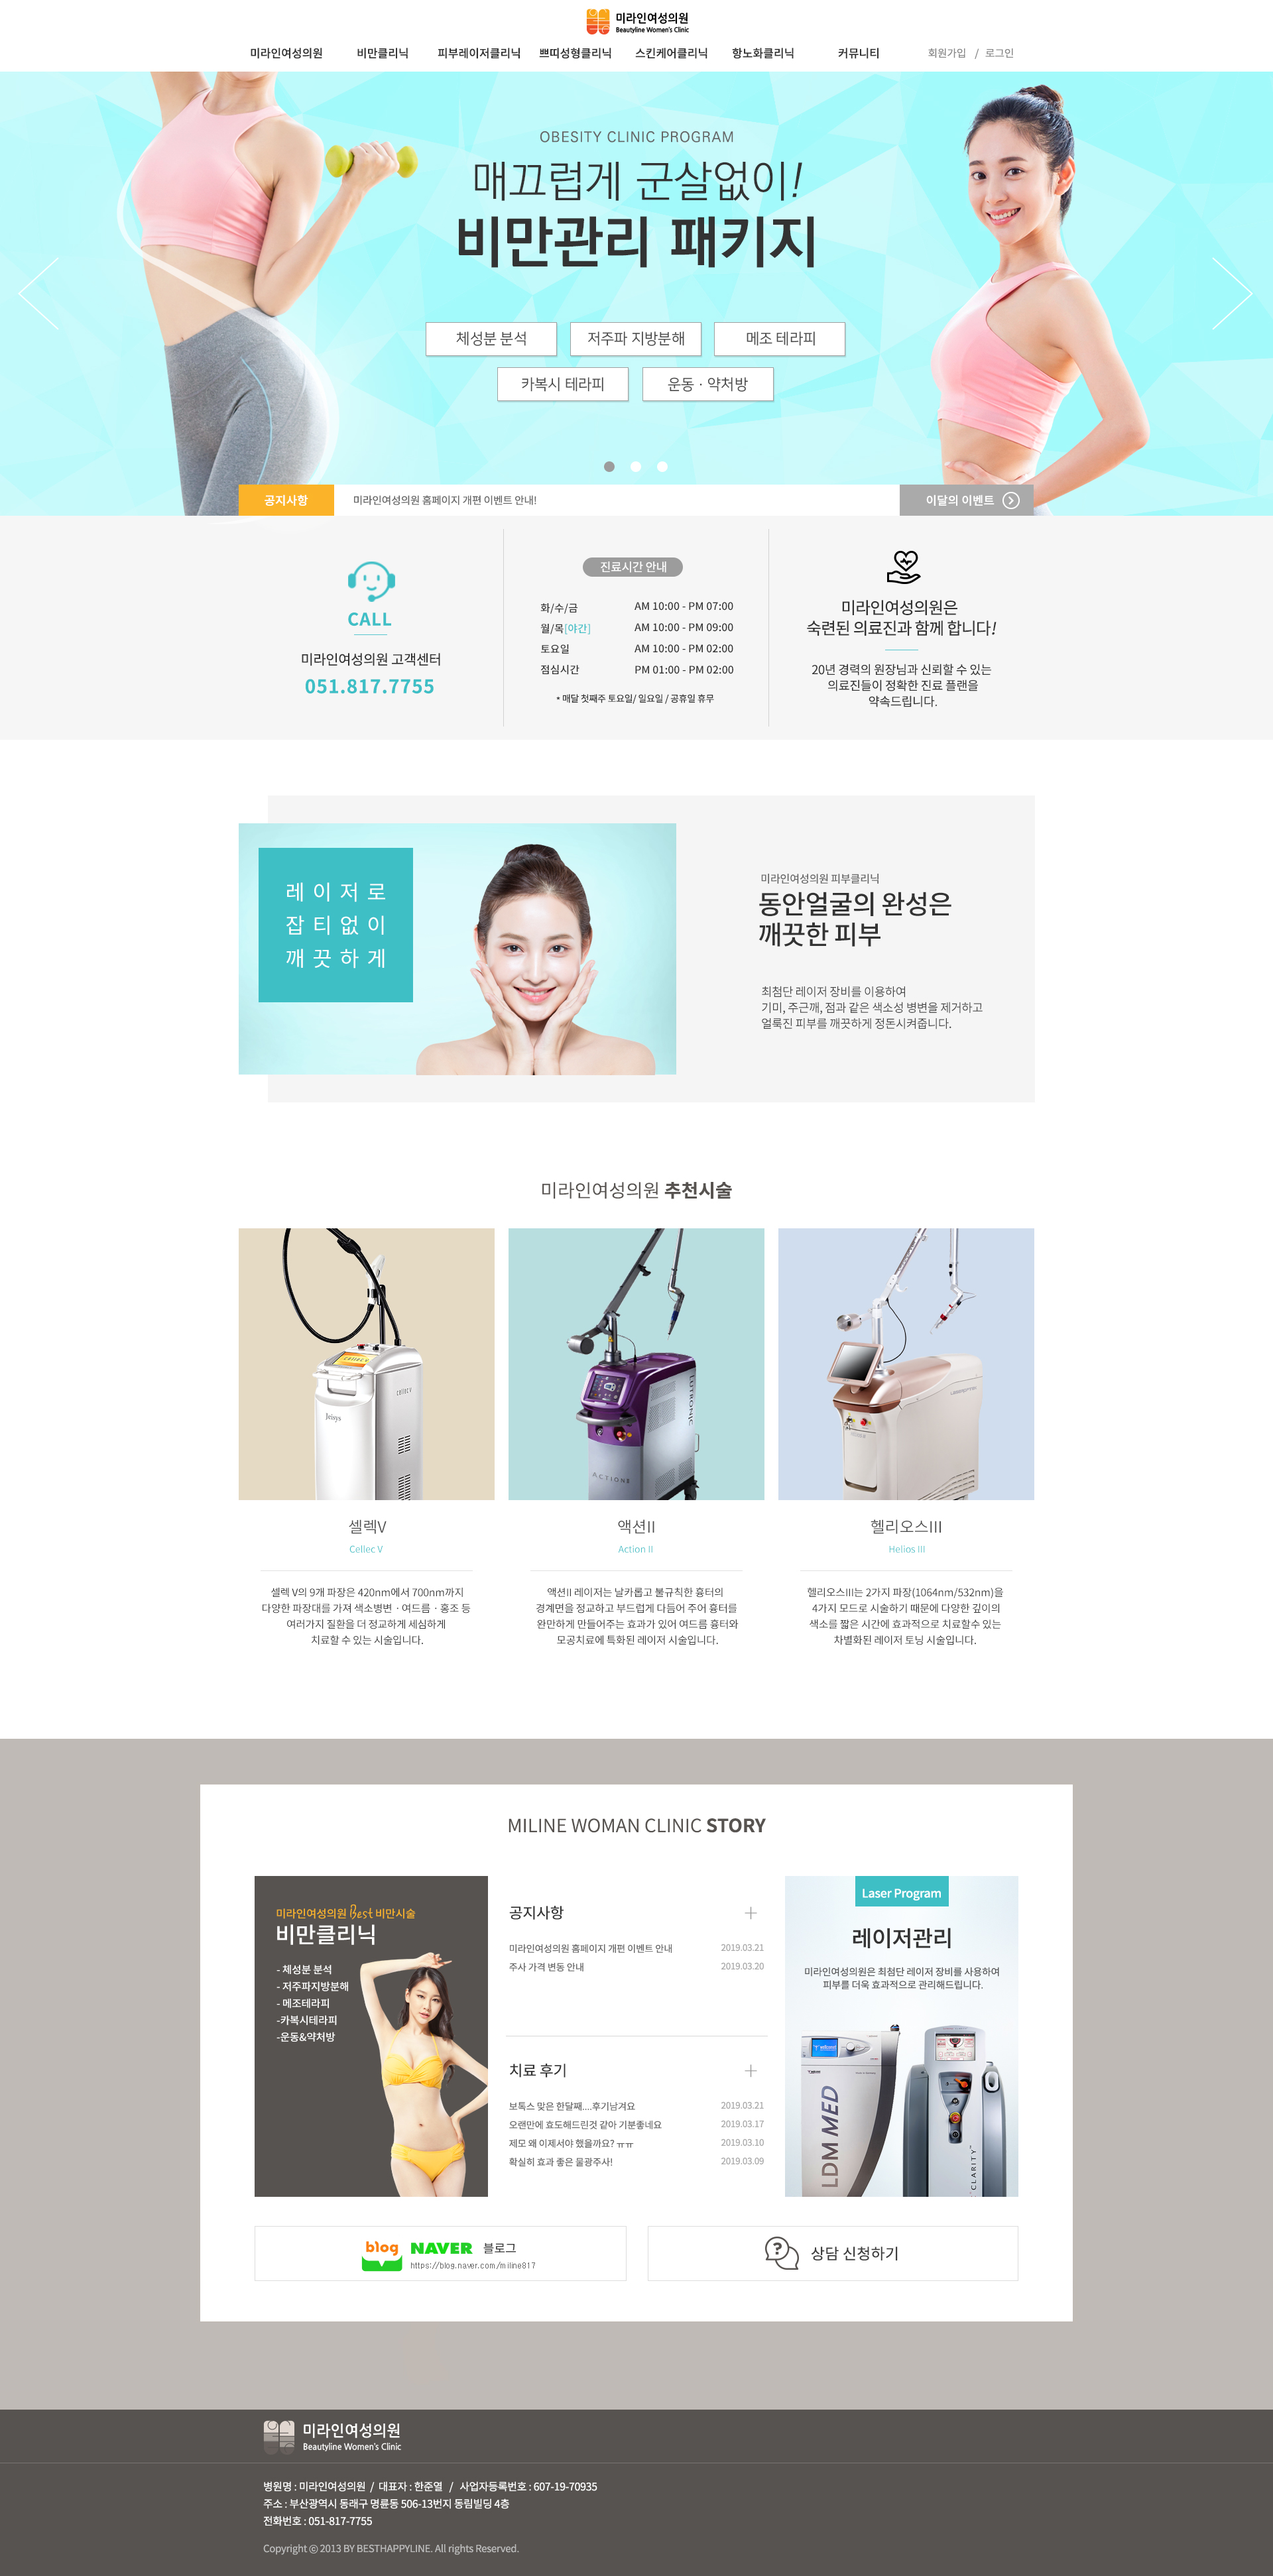 미라인여성의원
Beautyline Women's Clinic
미라인여성의원 비만클리닉 피부레이저클리닉 쁘띠성형클리닉 스킨케어클리닉 항노화클리닉 커뮤니티 회원가입 / 로그인
OBESITY CLINIC PROGRAM
매끄럽게 군살없이!
비만관리 패키지
체성분 분석 저주파 지방분해 메조 테라피
카복시 테라피 운동 · 약처방
공지사항 미라인여성의원 홈페이지 개편 이벤트 안내! 이달의 이벤트
CALL
미라인여성의원 고객센터
051.817.7755
진료시간 안내
화/수/금 AM 10:00 - PM 07:00
월/목[야간] AM 10:00 - PM 09:00
토요일 AM 10:00 - PM 02:00
점심시간 PM 01:00 - PM 02:00
* 매달 첫째주 토요일/ 일요일 / 공휴일 휴무
미라인여성의원은
숙련된 의료진과 함께 합니다!
20년 경력의 원장님과 신뢰할 수 있는
의료진들이 정확한 진료 플랜을
약속드립니다.
레이저로
잡티없이
깨끗하게
미라인여성의원 피부클리닉
동안얼굴의 완성은
깨끗한 피부
최첨단 레이저 장비를 이용하여
기미, 주근깨, 점과 같은 색소성 병변을 제거하고
얼룩진 피부를 깨끗하게 정돈시켜줍니다.
미라인여성의원 추천시술
CELLEC V
CELLEC V
Jeisys
LUTRONIC
ACTION II
셀렉V
Cellec V
셀렉 V의 9개 파장은 420nm에서 700nm까지
다양한 파장대를 가져 색소병변 · 여드름 · 홍조 등
여러가지 질환을 더 정교하게 세심하게
치료할 수 있는 시술입니다.
액션II
Action II
액션II 레이저는 날카롭고 불규칙한 흉터의
경계면을 정교하고 부드럽게 다듬어 주어 흉터를
완만하게 만들어주는 효과가 있어 여드름 흉터와
모공치료에 특화된 레이저 시술입니다.
헬리오스III
Helios III
헬리오스III는 2가지 파장(1064nm/532nm)을
4가지 모드로 시술하기 때문에 다양한 깊이의
색소를 짧은 시간에 효과적으로 치료할수 있는
차별화된 레이저 토닝 시술입니다.
MILINE WOMAN CLINIC STORY
미라인여성의원 Best 비만시술
비만클리닉
- 체성분 분석
- 저주파지방분해
- 메조테라피
-카복시테라피
-운동&약처방
공지사항
미라인여성의원 홈페이지 개편 이벤트 안내 2019.03.21
주사 가격 변동 안내 2019.03.20
치료 후기
보톡스 맞은 한달째....후기남겨요 2019.03.21
오랜만에 효도해드린것 같아 기분좋네요 2019.03.17
제모 왜 이제서야 했을까요? ㅠㅠ 2019.03.10
확실히 효과 좋은 물광주사! 2019.03.09
Laser Program
레이저관리
미라인여성의원은 최첨단 레이저 장비를 사용하여
피부를 더욱 효과적으로 관리해드립니다.
LDM MED
CLARITY
blog NAVER 블로그
https://blog.naver.com/miline817
상담 신청하기
미라인여성의원
Beautyline Women's Clinic
병원명 : 미라인여성의원 / 대표자 : 한준열 / 사업자등록번호 : 607-19-70935
주소 : 부산광역시 동래구 명륜동 506-13번지 동림빌딩 4층
전화번호 : 051-817-7755
Copyright ⓒ 2013 BY BESTHAPPYLINE. All rights Reserved.